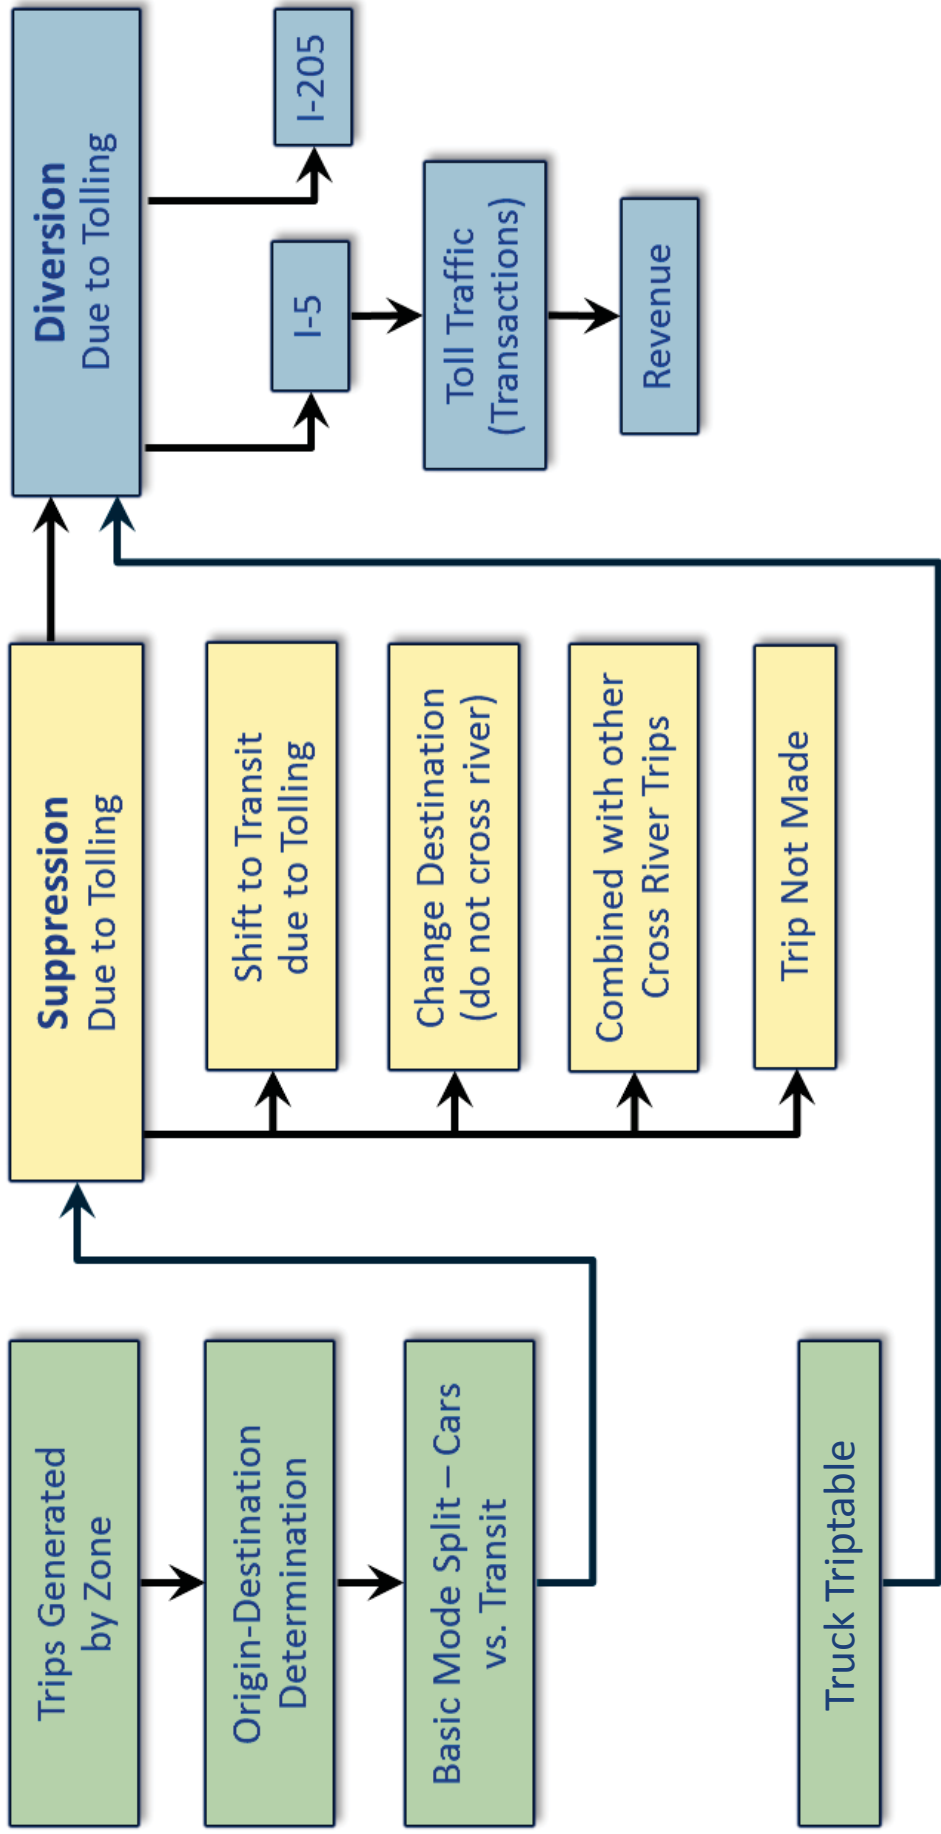 Trips Generated
by Zone
Origin-Destination
Determination
Basic Mode Split – Cars
vs. Transit
Truck Triptable
Suppression
Due to Tolling
Shift to Transit
due to Tolling
Change Destination
(do not cross river)
Combined with other
Cross River Trips
Trip Not Made
Diversion
Due to Tolling
I-5
I-205
Toll Traffic
(Transactions)
Revenue